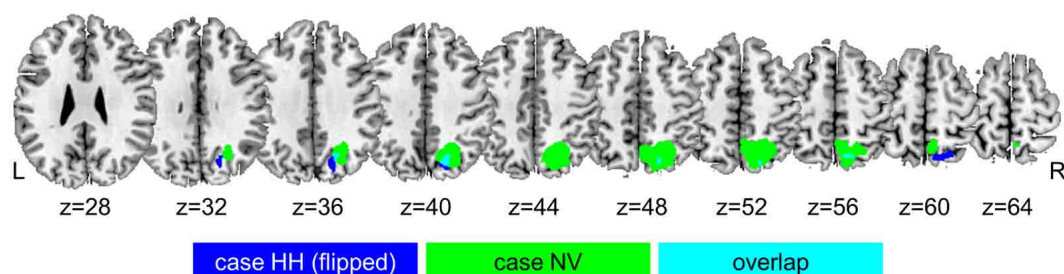 L R
z=28 z=32 z=36 z=40 z=44 z=48 z=52 z=56 z=60 z=64
case HH (flipped) case NV overlap